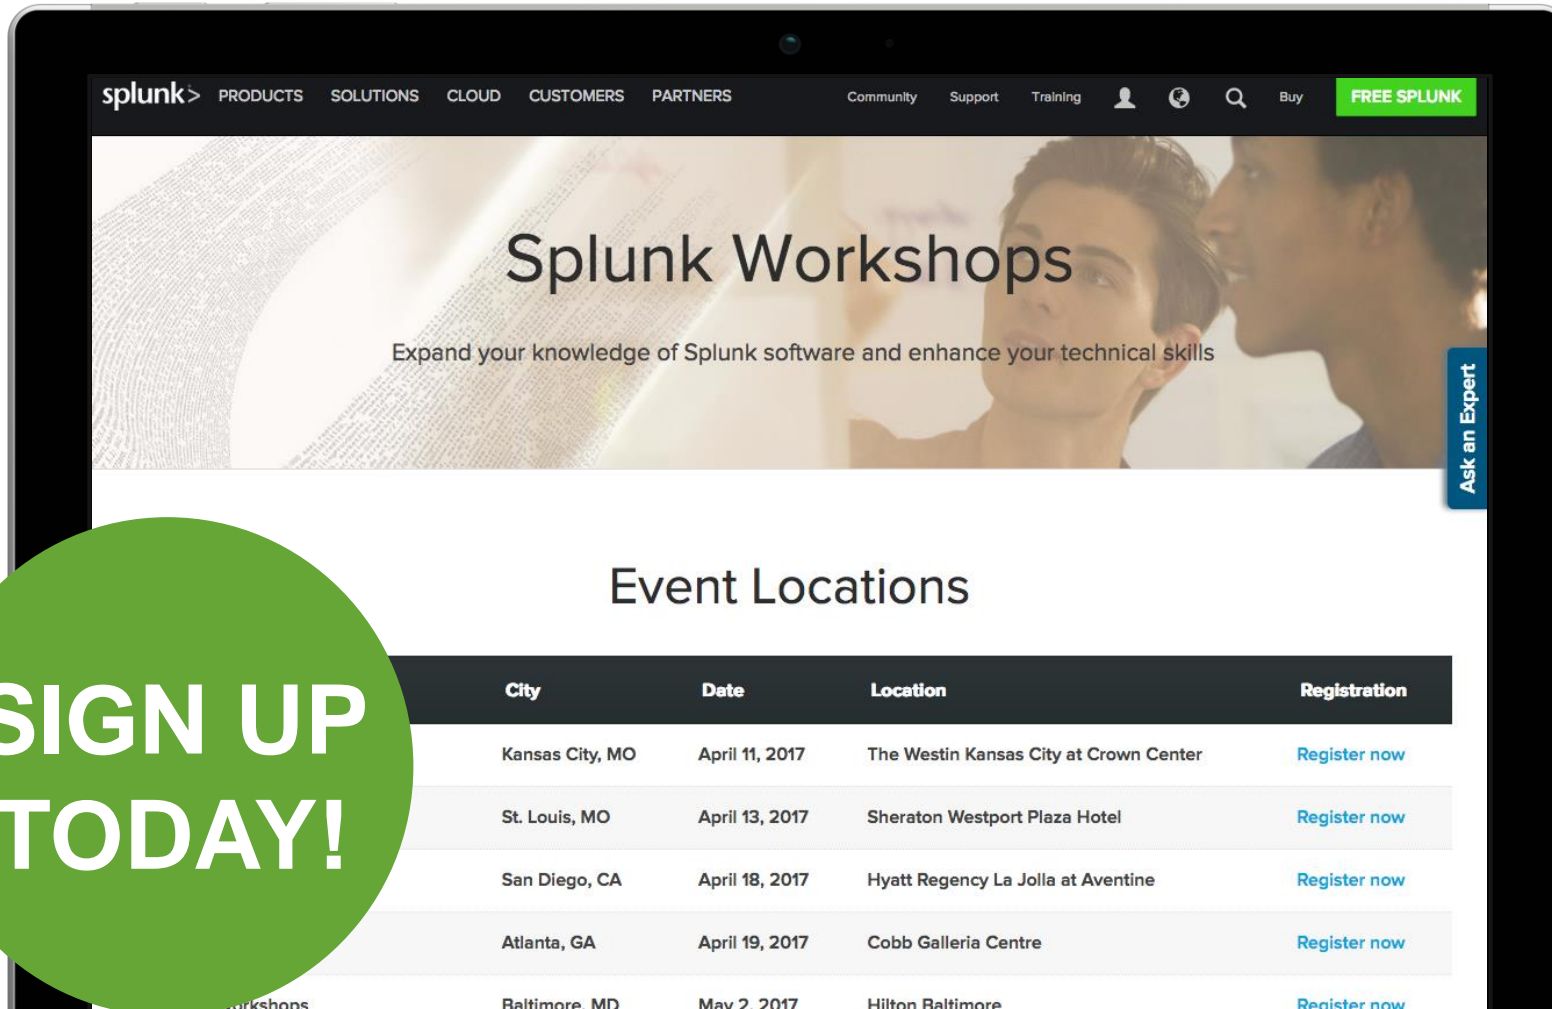 splunk> PRODUCTS SOLUTIONS CLOUD CUSTOMERS PARTNERS Community Support Training Buy FREE SPLUNK
Splunk Workshops
Expand your knowledge of Splunk software and enhance your technical skills
Ask an Expert
Event Locations
City Date Location Registration
Kansas City, MO April 11, 2017 The Westin Kansas City at Crown Center Register now
St. Louis, MO April 13, 2017 Sheraton Westport Plaza Hotel Register now
San Diego, CA April 18, 2017 Hyatt Regency La Jolla at Aventine Register now
Atlanta, GA April 19, 2017 Cobb Galleria Centre Register now
Baltimore, MD May 2, 2017 Hilton Baltimore Register now
SIGN UP
TODAY!